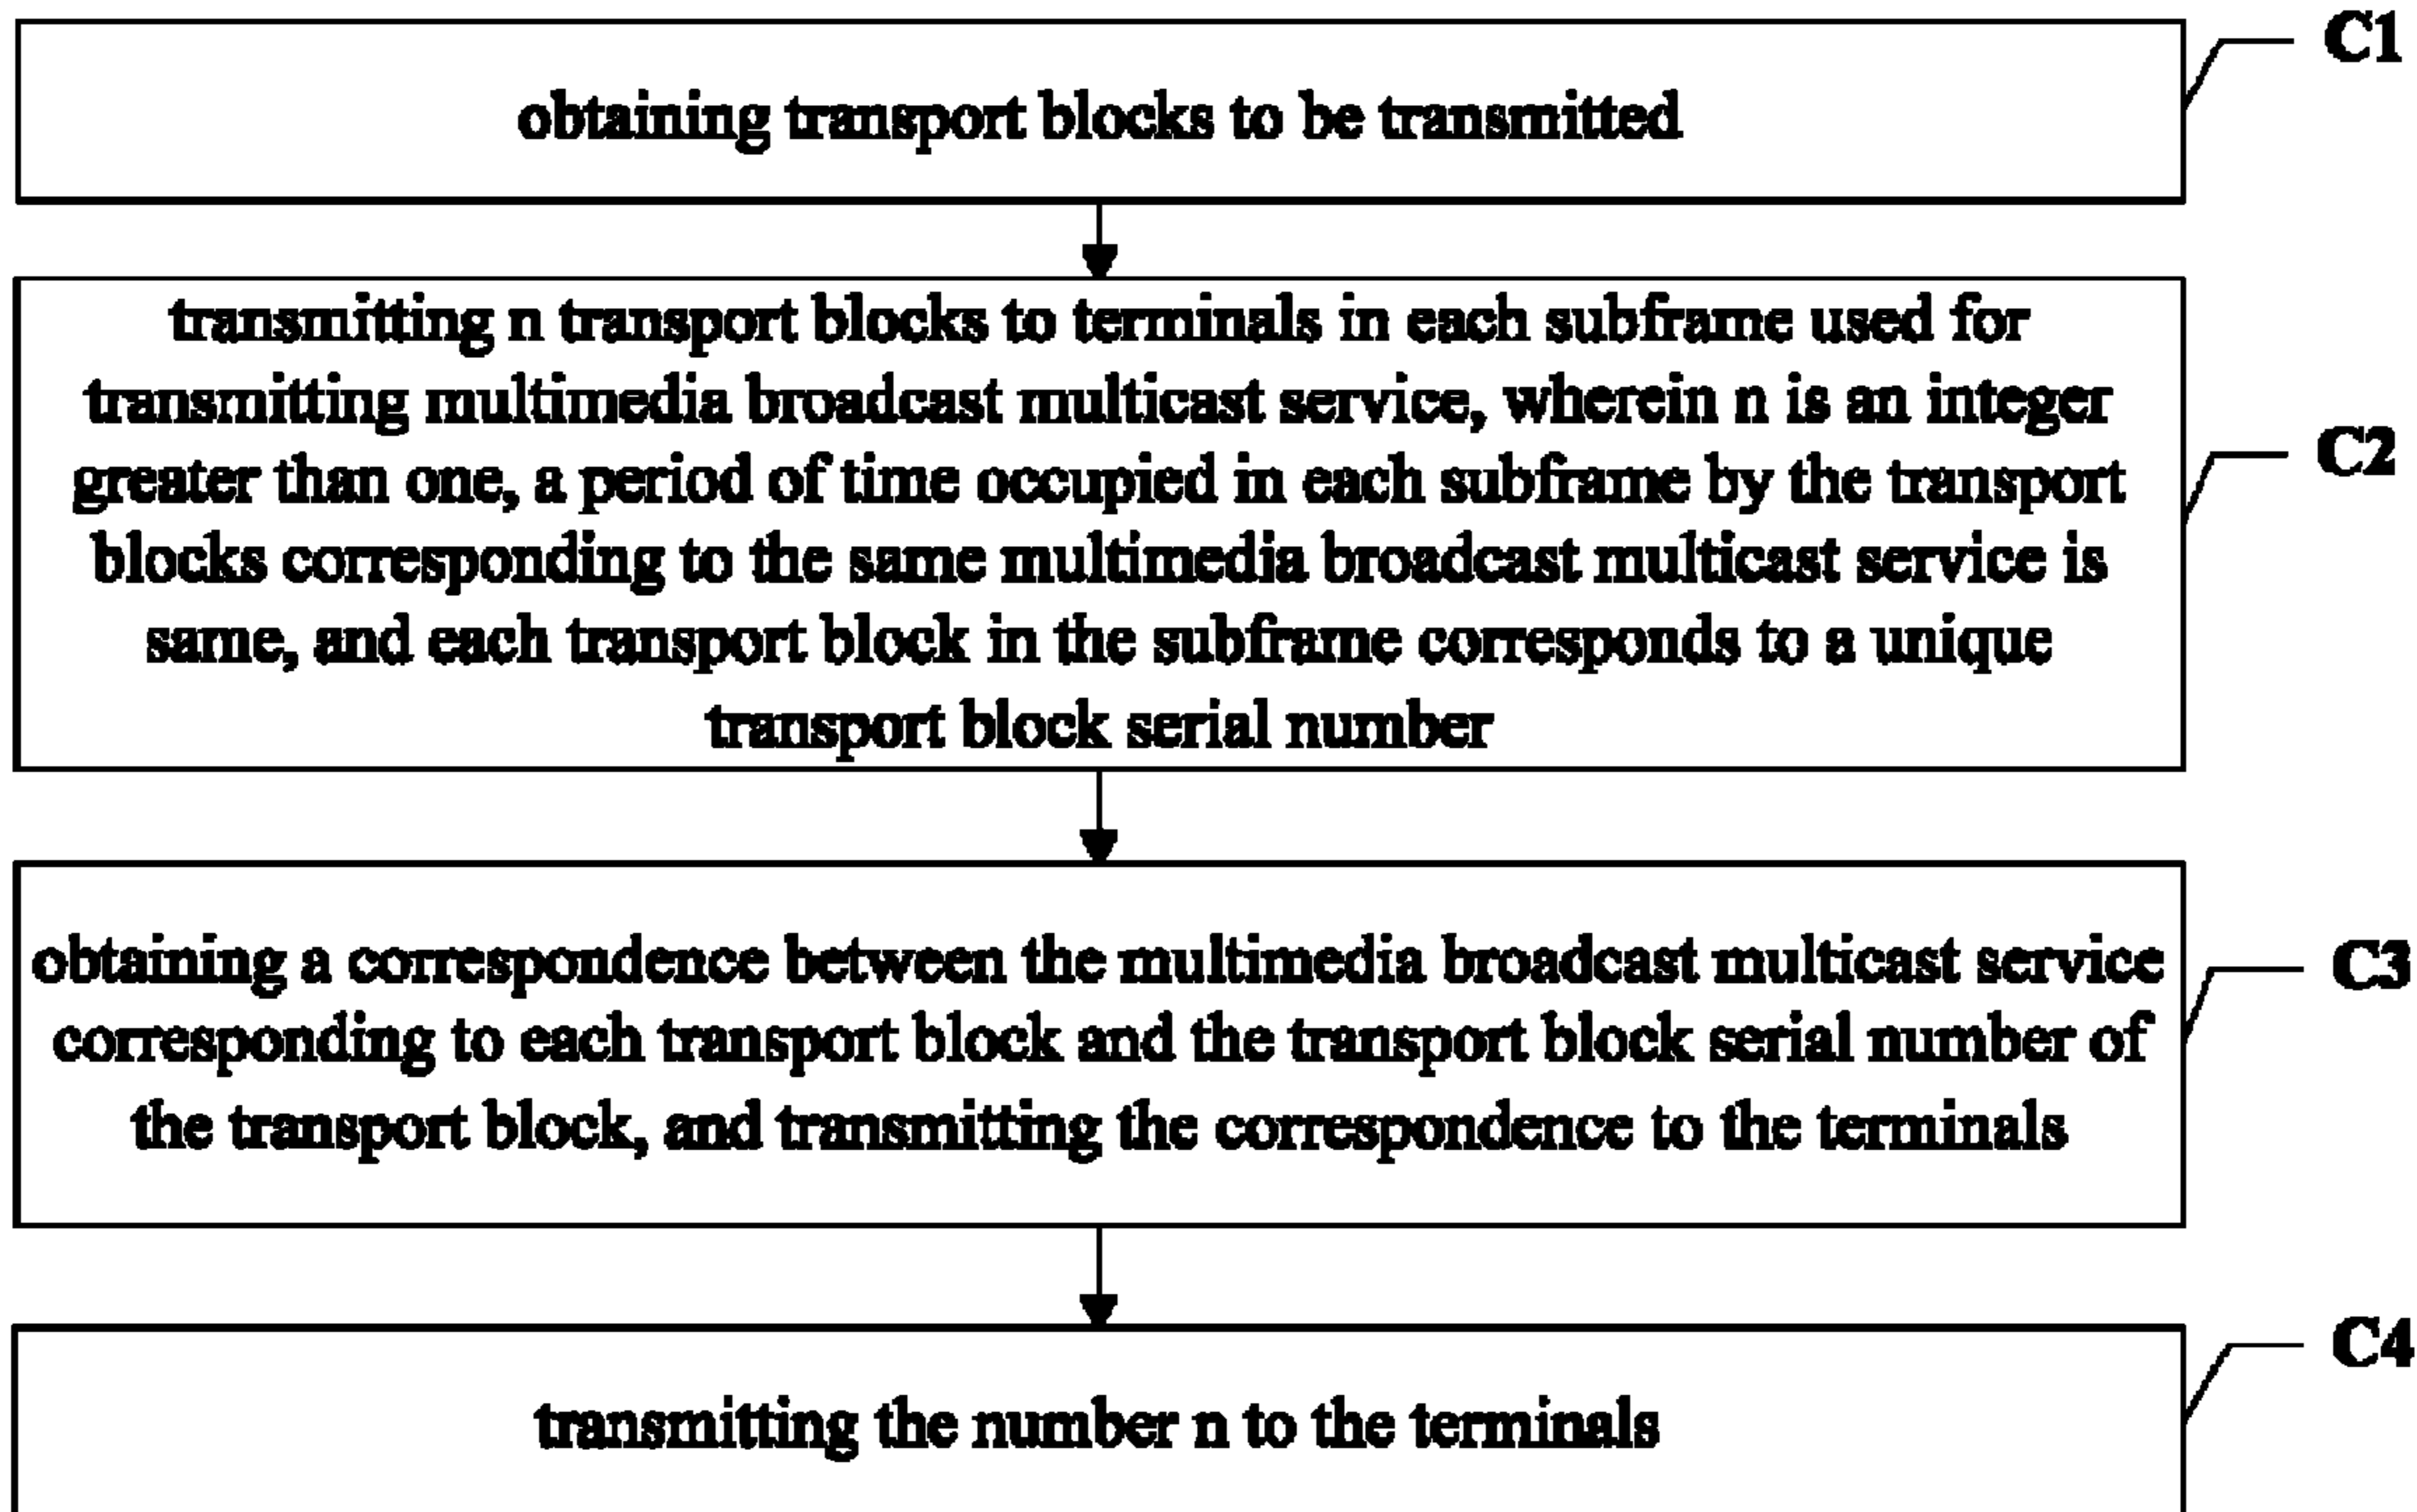 C1
obtaining transport blocks to be transmitted
transmitting n transport blocks to terminals in each subframe used for
transmitting multimedia broadcast multicast service, wherein n is an integer
greater than one, a period of time occupied in each subframe by the transport
blocks corresponding to the same multimedia broadcast multicast service is
same, and each transport block in the subframe corresponds to a unique
transport block serial number
C2
obtaining a correspondence between the multimedia broadcast multicast service
corresponding to each transport block and the transport block serial number of
the transport block, and transmitting the correspondence to the terminals
C3
transmitting the number n to the terminals
C4